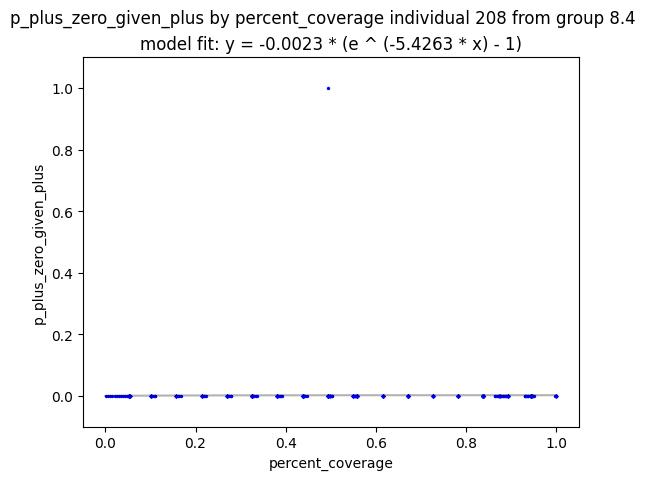 p_plus_zero_given_plus by percent_coverage individual 208 from group 8.4
model fit: y = -0.0023 * (e ^ (-5.4263 * x) - 1)
1.0
0.8
0.6
0.4
0.2
0.0
p_plus_zero_given_plus
0.0 0.2 0.4 0.6 0.8 1.0
percent_coverage